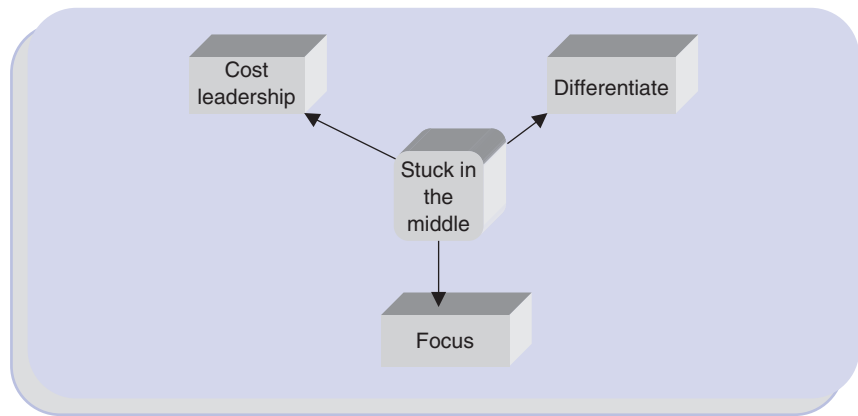 Cost
leadership
Differentiate
Stuck in
the
middle
Focus